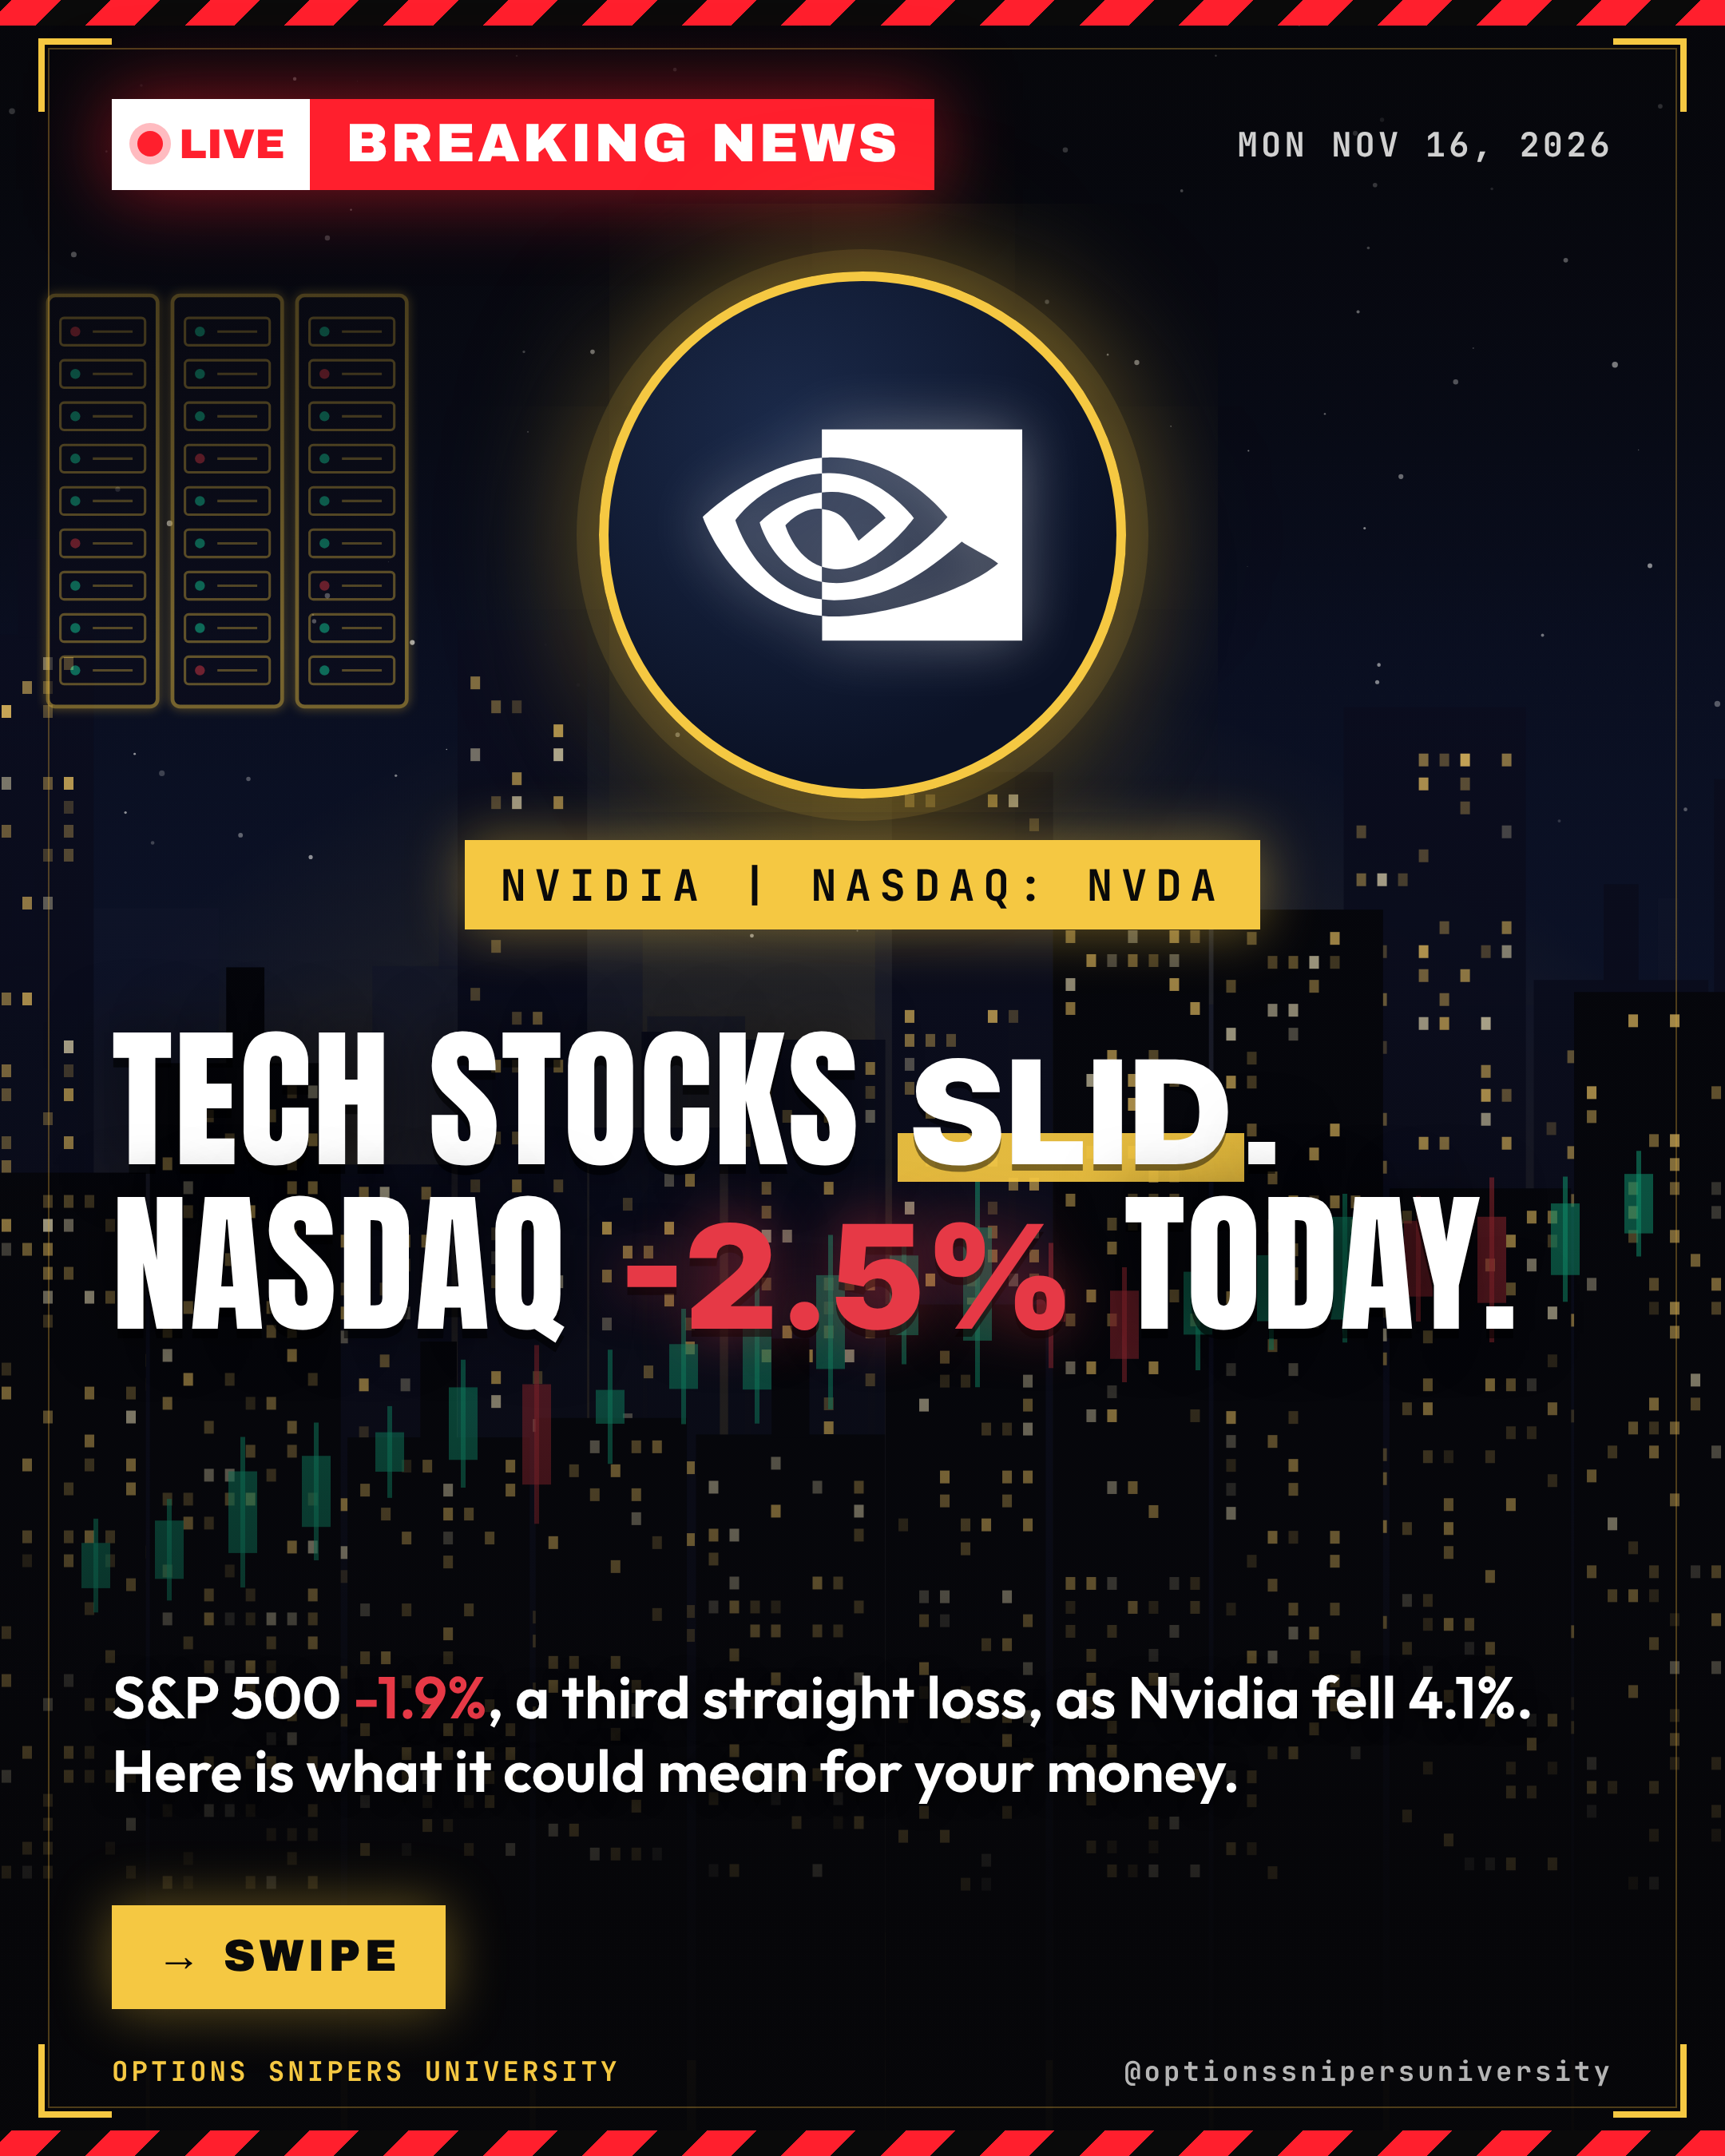 LIVE BREAKING NEWS
MON NOV 16, 2026
NVIDIA | NASDAQ: NVDA
TECH STOCKS SLID.
NASDAQ -2.5% TODAY.
S&P 500 -1.9%, a third straight loss, as Nvidia fell 4.1%.
Here is what it could mean for your money.
→ SWIPE
OPTIONS SNIPERS UNIVERSITY
@optionssnipersuniversity